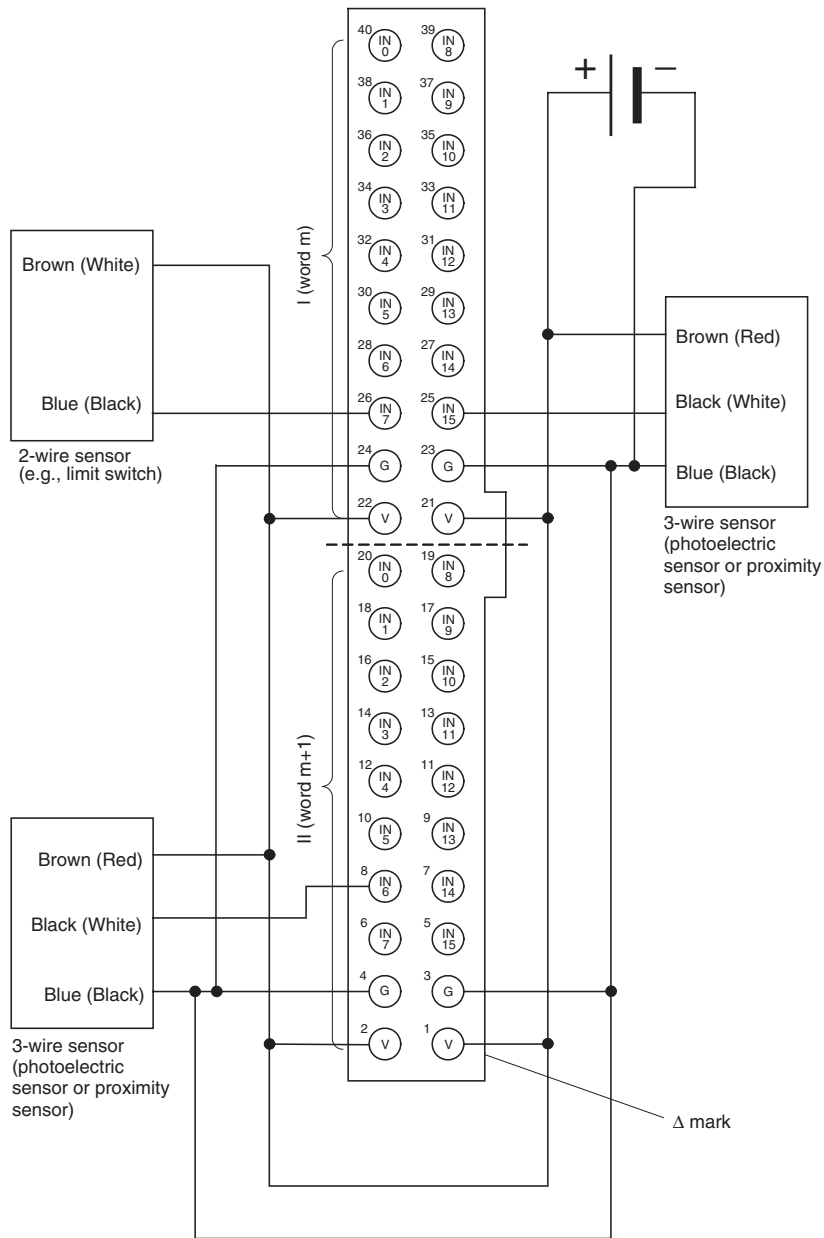 40 IN 0 39 IN 8
+ −
38 IN 1 37 IN 9
36 IN 2 35 IN 10
34 IN 3 33 IN 11
I (word m)
32 IN 4 31 IN 12
Brown (White)
30 IN 5 29 IN 13
28 IN 6 27 IN 14
Brown (Red)
26 IN 7 25 IN 15
Blue (Black)
Black (White)
2-wire sensor
(e.g., limit switch)
24 G 23 G
Blue (Black)
22 V 21 V
3-wire sensor
(photoelectric
sensor or proximity
sensor)
20 IN 0 19 IN 8
18 IN 1 17 IN 9
16 IN 2 15 IN 10
14 IN 3 13 IN 11
II (word m+1)
12 IN 4 11 IN 12
10 IN 5 9 IN 13
Brown (Red)
8 IN 6 7 IN 14
Black (White)
6 IN 7 5 IN 15
Blue (Black)
4 G 3 G
2 V 1 V
3-wire sensor
(photoelectric
sensor or proximity
sensor)
Δ mark